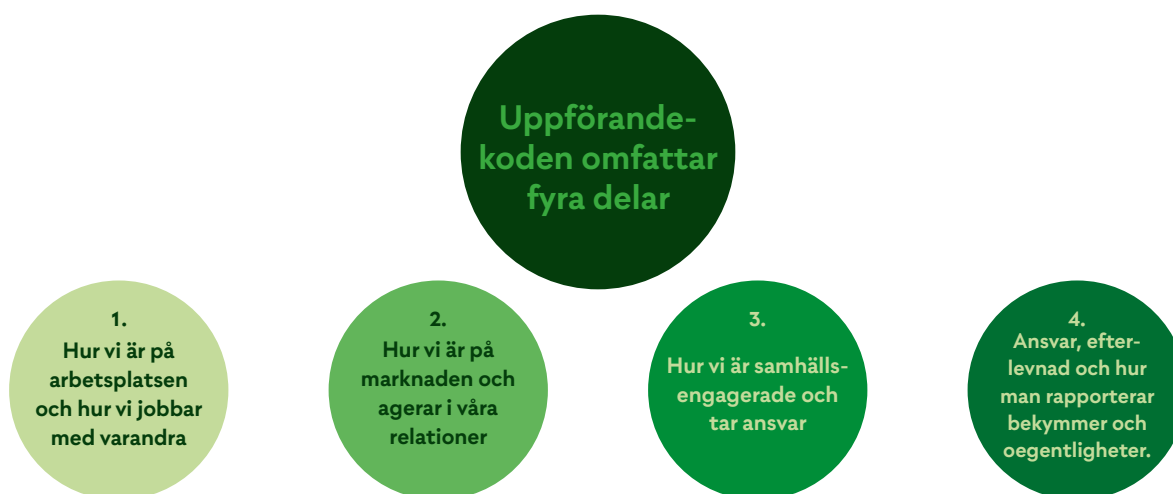 Uppförande-
koden omfattar
fyra delar
1.
Hur vi är på
arbetsplatsen
och hur vi jobbar
med varandra
2.
Hur vi är på
marknaden och
agerar i våra
relationer
3.
Hur vi är samhälls-
engagerade och
tar ansvar
4.
Ansvar, efter-
levnad och hur
man rapporterar
bekymmer och
oegentligheter.